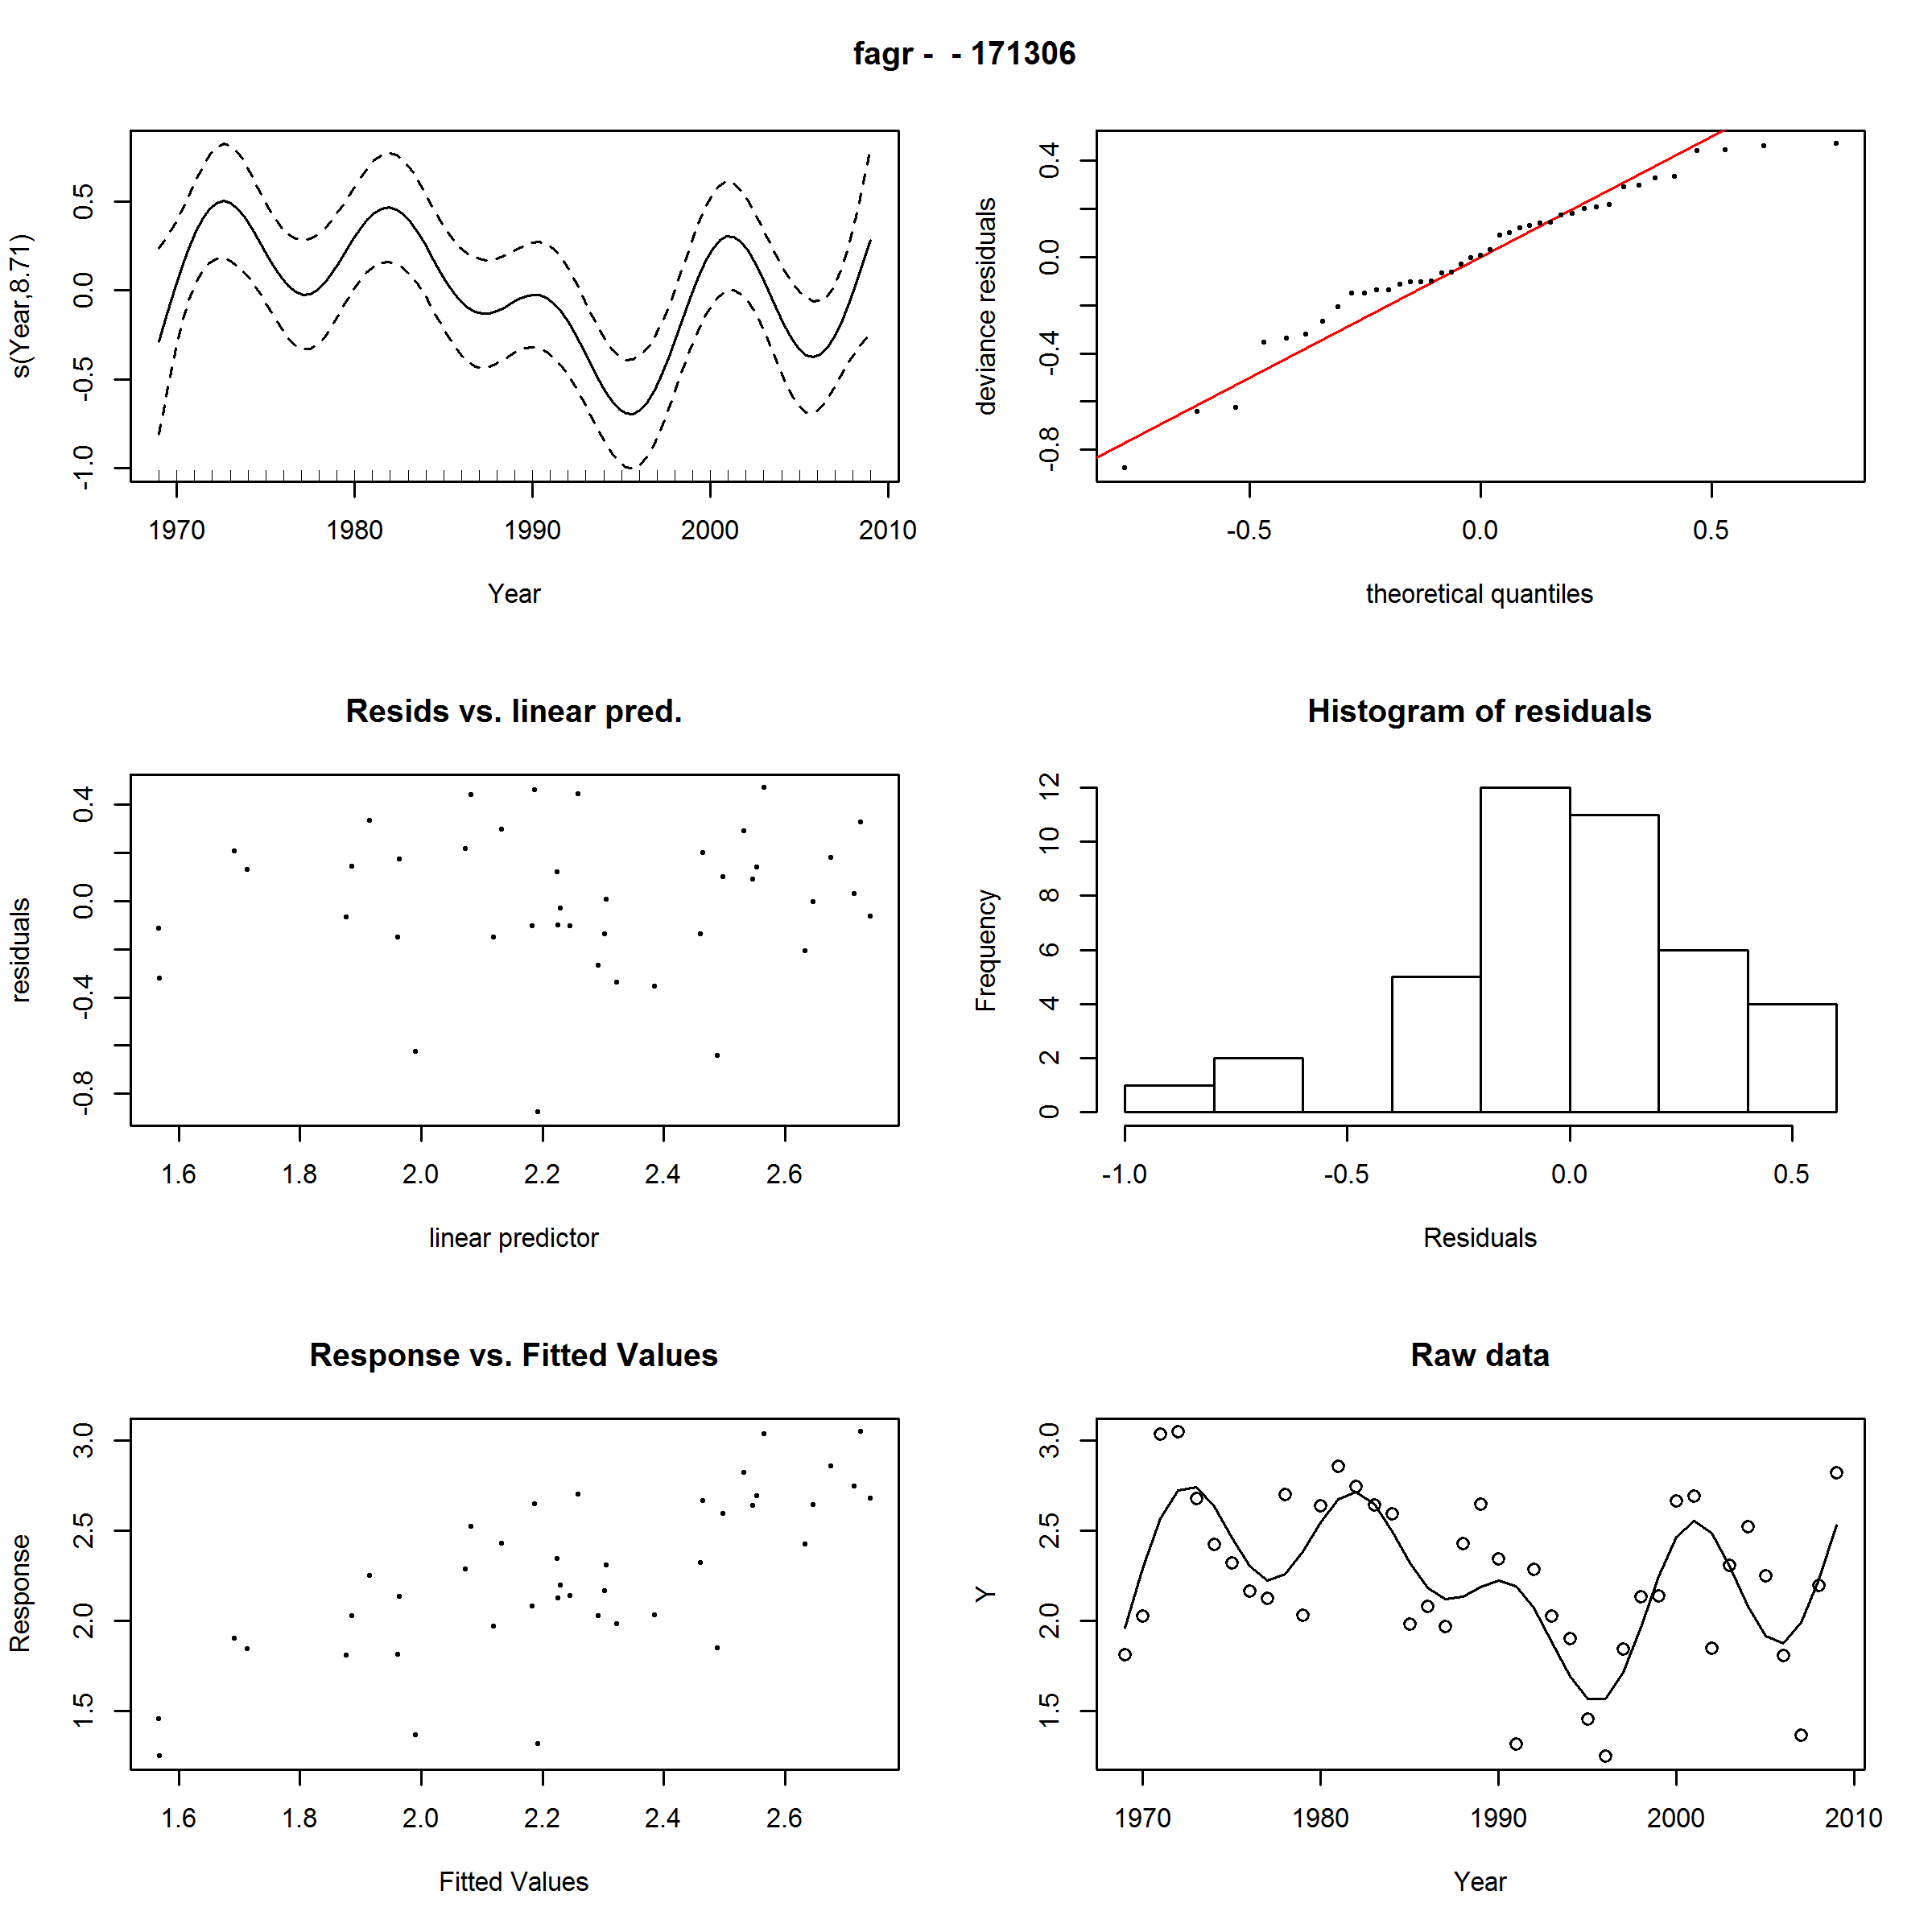 fagr -  - 171306
s(Year,8.71)
0.5
0.0
-0.5
-1.0
1970 1980 1990 2000 2010
Year
deviance residuals
0.4
0.0
-0.4
-0.8
-0.5 0.0 0.5
theoretical quantiles
Resids vs. linear pred.
residuals
0.4
0.0
-0.4
-0.8
1.6 1.8 2.0 2.2 2.4 2.6
linear predictor
Histogram of residuals
Frequency
12
10
8
6
4
2
0
-1.0 -0.5 0.0 0.5
Residuals
Response vs. Fitted Values
Response
3.0
2.5
2.0
1.5
1.6 1.8 2.0 2.2 2.4 2.6
Fitted Values
Raw data
Y
3.0
2.5
2.0
1.5
1970 1980 1990 2000 2010
Year